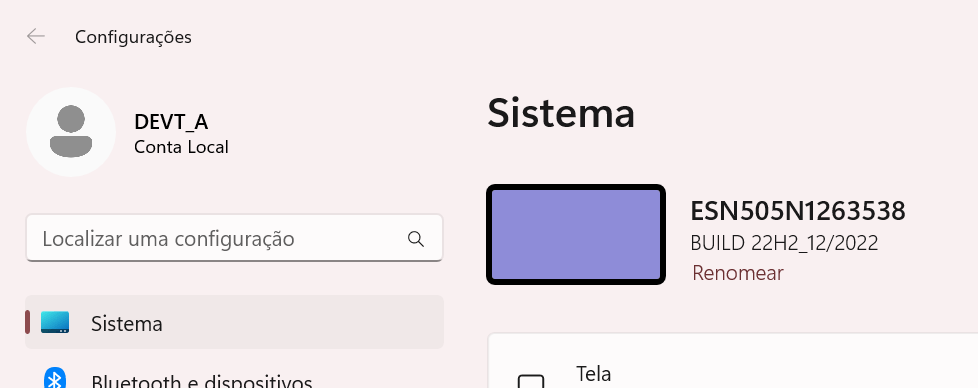 Configurações
DEVT_A
Conta Local
Localizar uma configuração
Sistema
Bluetooth e dispositivos
Sistema
ESN505N1263538
BUILD 22H2_12/2022
Renomear
Tela